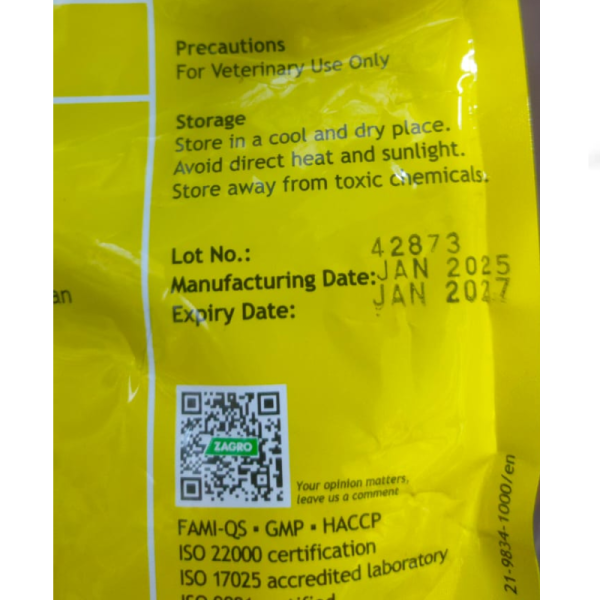 Precautions
For Veterinary Use Only
Storage
Store in a cool and dry place.
Avoid direct heat and sunlight.
Store away from toxic chemicals.
Lot No.: 42873
Manufacturing Date: JAN 2025
Expiry Date: JAN 2027
an
ZAGRO
Your opinion matters,
leave us a comment
FAMI-QS • GMP • HACCP
ISO 22000 certification
ISO 17025 accredited laboratory
21-9834-1000/en